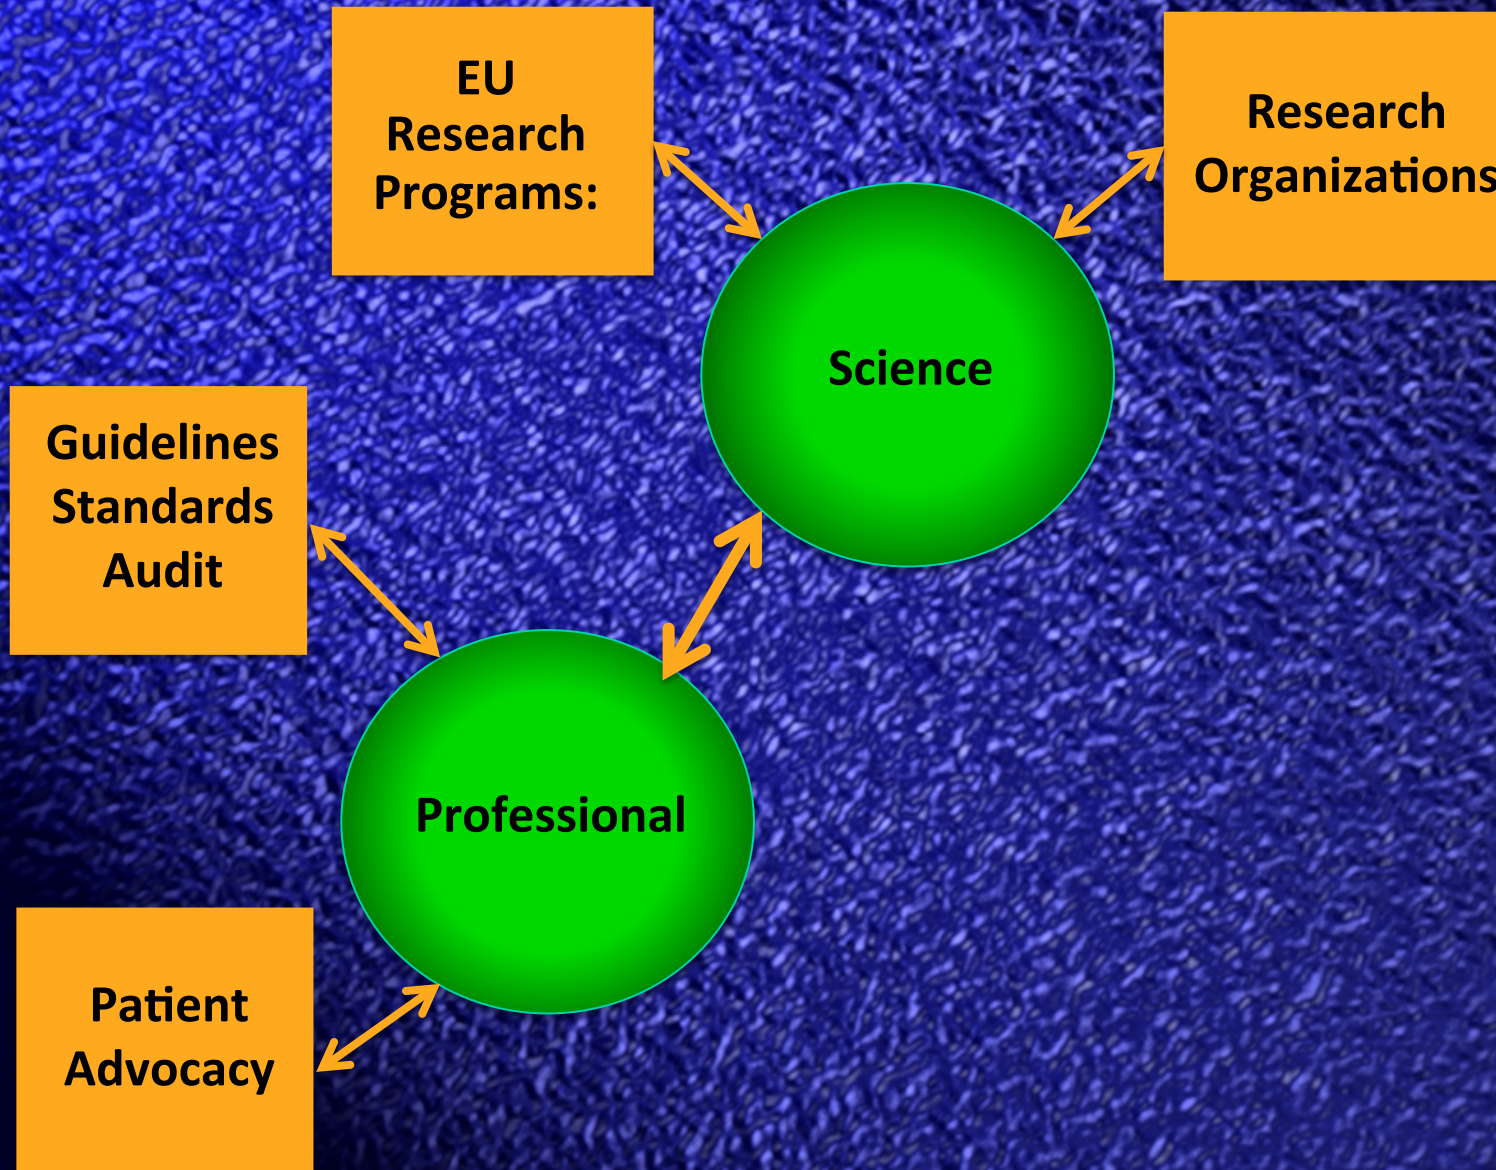 EU
Research
Programs:
Research
Organizations
Science
Guidelines
Standards
Audit
Professional
Patient
Advocacy